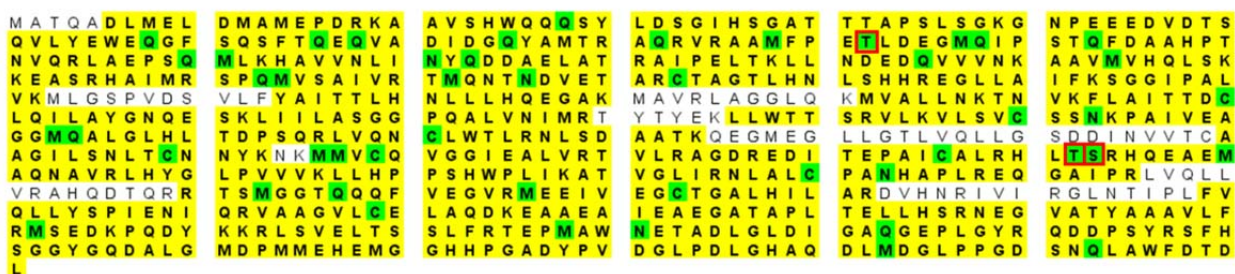 MATQADLMEL DMAMEPDRKA AVSHWQQQSY LDSGIHSGAT TTAPSLSGKG NPEEEDVDTS
QVLYEWEQGF SQSFTQEQVA DIDGQYAMTR AQRVRAAMFP ETLDEGMQIP STQFDAAHPT
NVQRLAEPSQ MLKHAVVNLI NYQDDAELAT RAIPELTKLL NDEDQVVVNK AAVMVHQLSK
KEASRHAIMR SPQMVSAIVR TMQNTNDVET ARCTAGTLHN LSHHREGLLA IFKSGGIPAL
VKMLGSPVDS VLFYAITTLH NLLLHQEGAK MAVRLAGGLQ KMVALLNKTN VKFLAITTDC
LQILAYGNQE SKLIILASGG PQALVNIMRT YTYEKLLWTT SRVLKVLSVC SSNKPAIVEA
GGMQALGLHL TDPSQRLVQN CLWTLRNLSD AATKQEGMEG LLGTLVQLLG SDDINVVTCA
AGILSNLTCN NYKNKMMVCQ VGGIEALVRT VLRAGDREDI TEPAICALRH LTSRHQEAEM
AQNAVRLHYG LPVVVKLLHP PSHWPLIKAT VGLIRNLALC PANHAPLREQ GAIPRLVQLL
VRAHQDTQRR TSMGGTQQQF VEGVRMEEIV EGCTGALHIL ARDVHNRIVI RGLNTIPLFV
QLLYSPIENI QRVAAGVLCE LAQDKEAAEA IEAEGATAPL TELLHSRNEG VATYAAAVLF
RMSEDKPQDY KKRLSVELTS SLFRTEPMAW NETADLGLDI GAQGEPLGYR QDDPSYRSFH
SGGYGQDALG MDPMMEHEMG GHHPGADYPV DGLPDLGHAQ DLMDGLPPGD SNQLAWFDTD
L